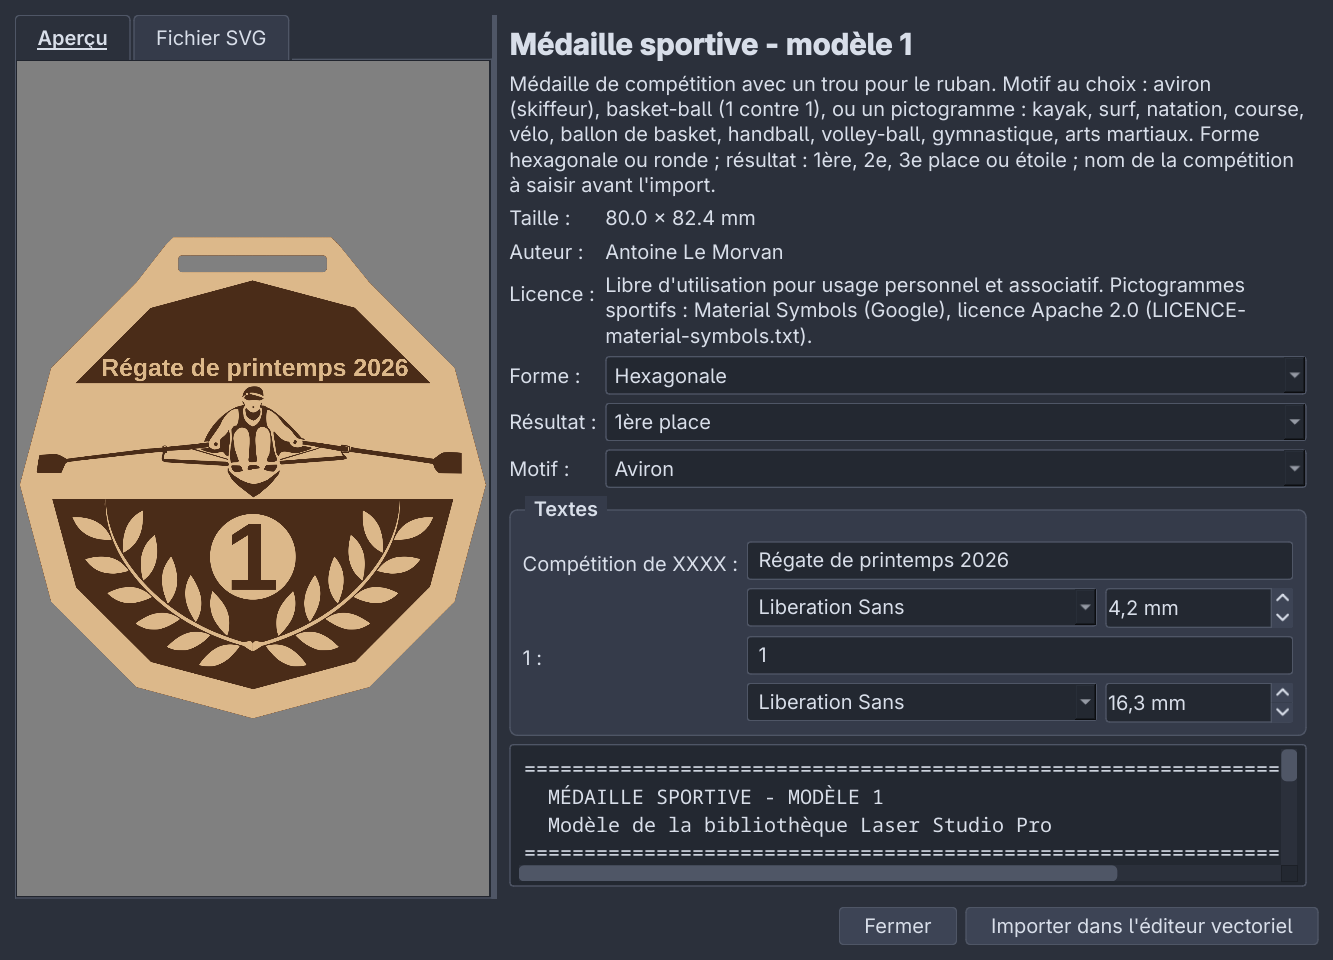 Aperçu
Fichier SVG
Régate de printemps 2026
1
Médaille sportive - modèle 1
Médaille de compétition avec un trou pour le ruban. Motif au choix : aviron
(skiffeur), basket-ball (1 contre 1), ou un pictogramme : kayak, surf, natation, course,
vélo, ballon de basket, handball, volley-ball, gymnastique, arts martiaux. Forme
hexagonale ou ronde ; résultat : 1ère, 2e, 3e place ou étoile ; nom de la compétition
à saisir avant l'import.
Taille : 80.0 × 82.4 mm
Auteur : Antoine Le Morvan
Licence : Libre d'utilisation pour usage personnel et associatif. Pictogrammes
sportifs : Material Symbols (Google), licence Apache 2.0 (LICENCE-
material-symbols.txt).
Forme : Hexagonale
Résultat : 1ère place
Motif : Aviron
Textes
Compétition de XXXX : Régate de printemps 2026
Liberation Sans 4,2 mm
1 : 1
Liberation Sans 16,3 mm
===============================================================
MÉDAILLE SPORTIVE - MODÈLE 1
Modèle de la bibliothèque Laser Studio Pro
===============================================================
Fermer
Importer dans l'éditeur vectoriel